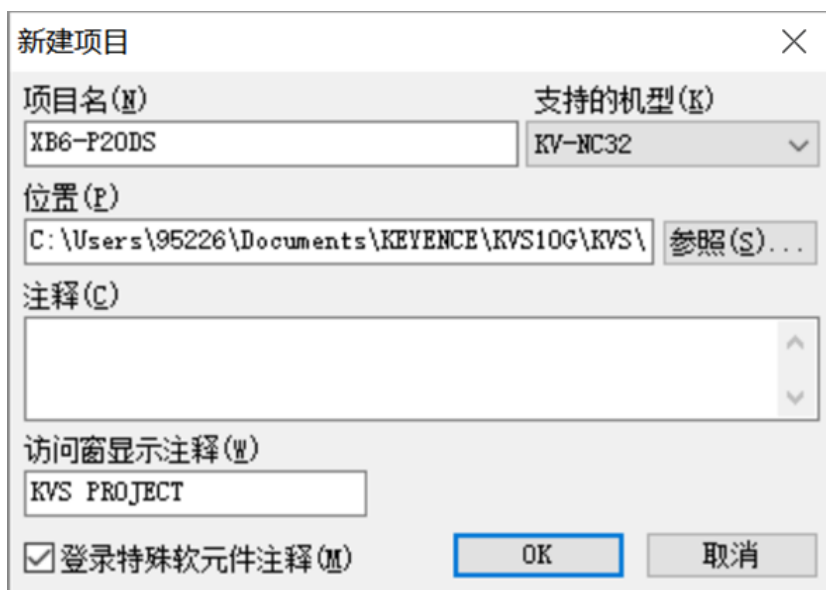 新建项目
项目名(N) 支持的机型(K)
XB6-P20DS KV-NC32
位置(P)
C:\Users\95226\Documents\KEYENCE\KVS10G\KVS\ 参照(S)...
注释(C)
访问窗显示注释(W)
KVS PROJECT
登录特殊软元件注释(M) OK 取消